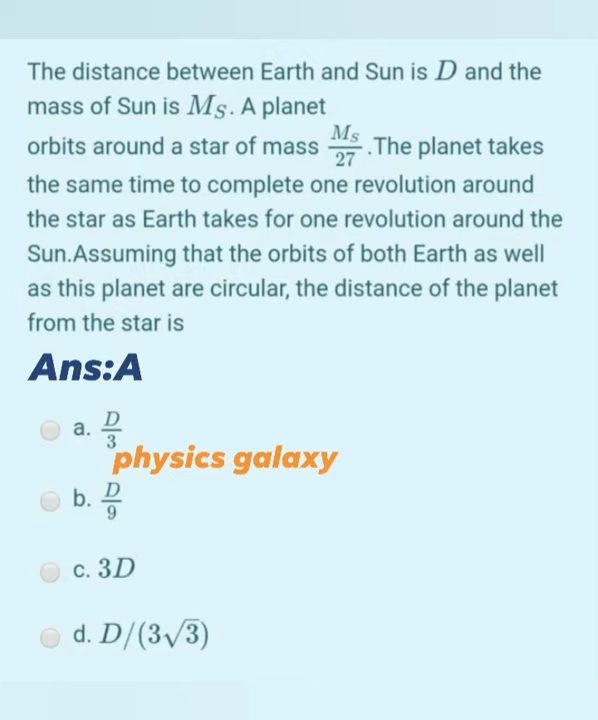 The distance between Earth and Sun is D and the
mass of Sun is M_S. A planet
orbits around a star of mass M_S/27.The planet takes
the same time to complete one revolution around
the star as Earth takes for one revolution around the
Sun.Assuming that the orbits of both Earth as well
as this planet are circular, the distance of the planet
from the star is
Ans:A
a. D/3
physics galaxy
b. D/9
c. 3D
d. D/(3√3)